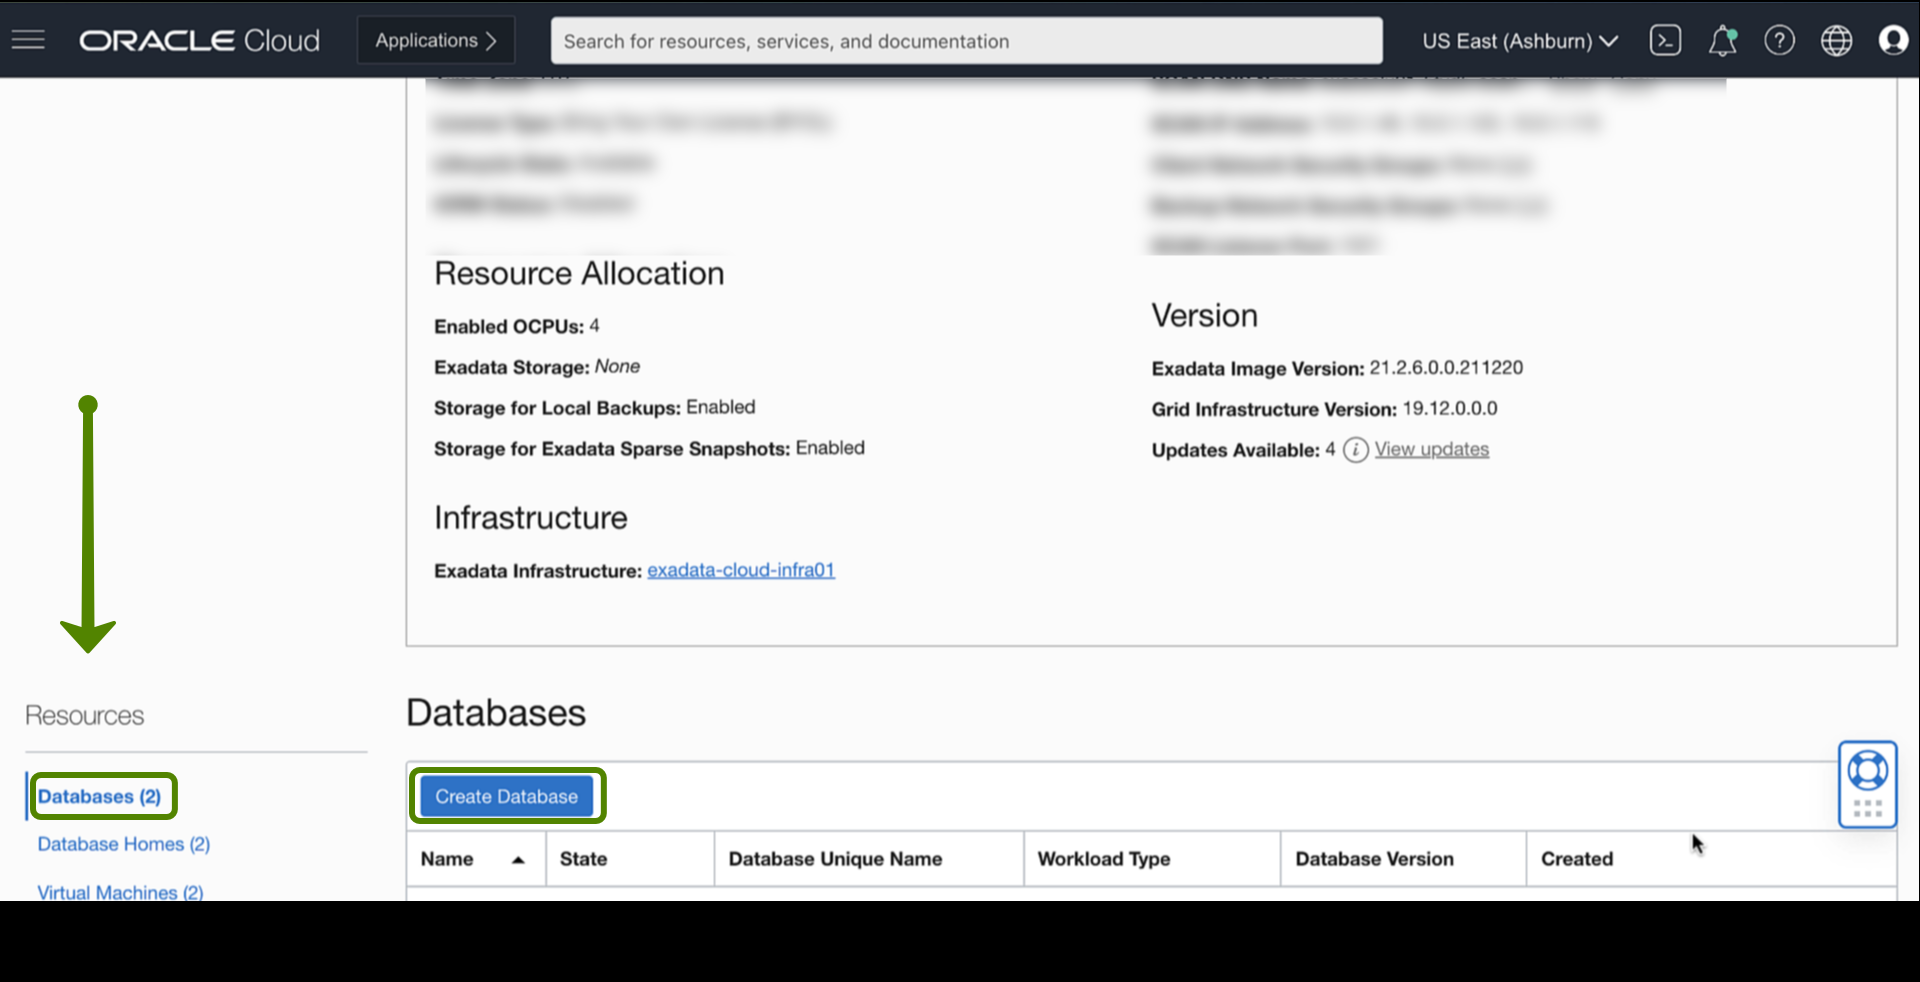 ORACLE Cloud
Applications
Search for resources, services, and documentation
US East (Ashburn)
Resource Allocation
Enabled OCPUs: 4
Exadata Storage: None
Storage for Local Backups: Enabled
Storage for Exadata Sparse Snapshots: Enabled
Infrastructure
Exadata Infrastructure: exadata-cloud-infra01
Version
Exadata Image Version: 21.2.6.0.0.211220
Grid Infrastructure Version: 19.12.0.0.0
Updates Available: 4 i View updates
Resources
Databases (2)
Database Homes (2)
Virtual Machines (2)
Databases
Create Database
Name State Database Unique Name Workload Type Database Version Created